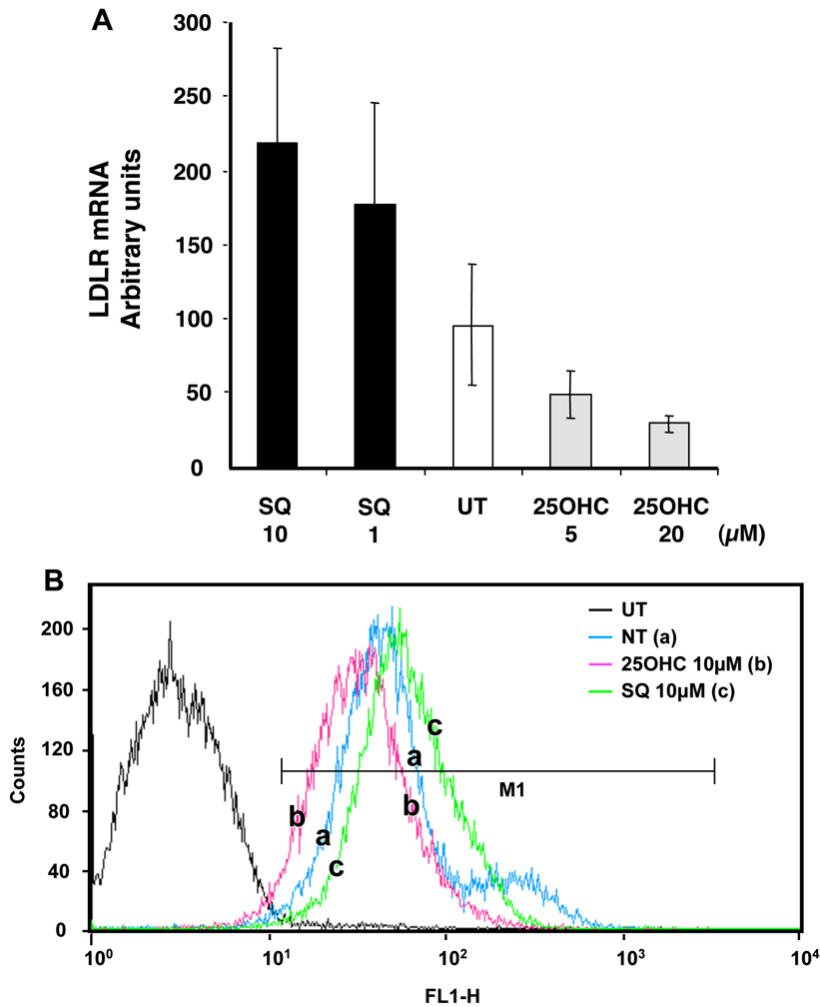 A
LDLR mRNA
Arbitrary units
300
250
200
150
100
50
0
SQ SQ UT 25OHC 25OHC
10 1 5 20 (µM)
B
Counts
200
160
120
80
40
0
UT
NT (a)
25OHC 10µM (b)
SQ 10µM (c)
c
a
M1
b b
a
c
10⁰ 10¹ 10² 10³ 10⁴
FL1-H